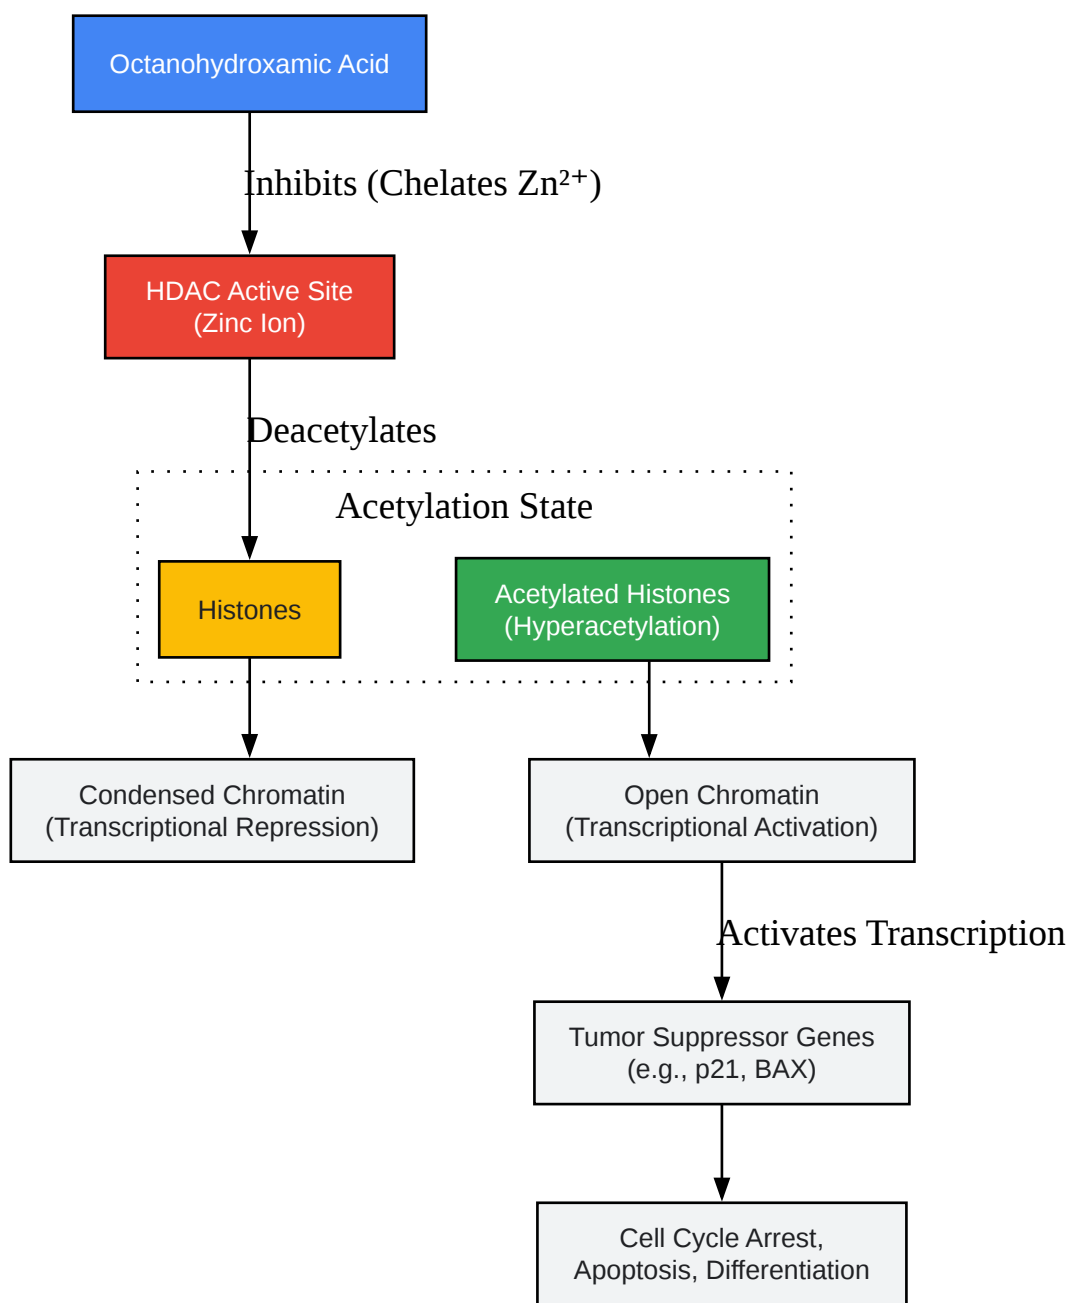 Octanohydroxamic Acid
Inhibits (Chelates Zn²⁺)
HDAC Active Site
(Zinc Ion)
Deacetylates
Acetylation State
Histones
Acetylated Histones
(Hyperacetylation)
Condensed Chromatin
(Transcriptional Repression)
Open Chromatin
(Transcriptional Activation)
Activates Transcription
Tumor Suppressor Genes
(e.g., p21, BAX)
Cell Cycle Arrest,
Apoptosis, Differentiation